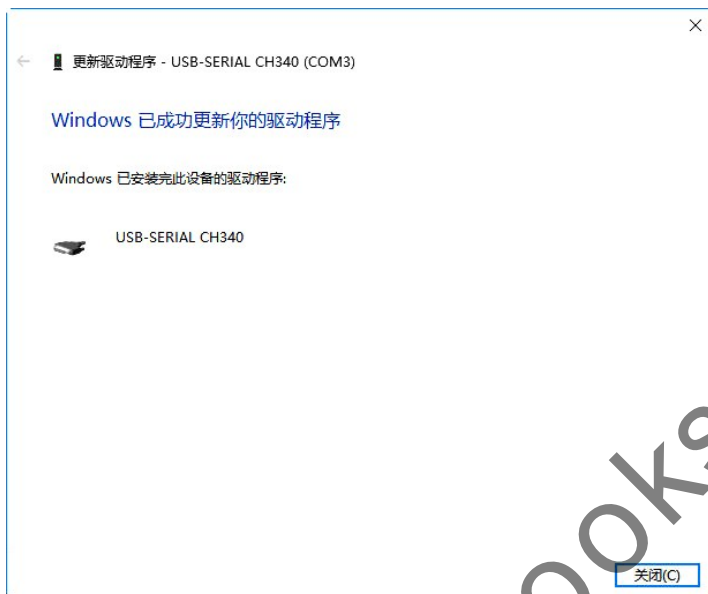 更新驱动程序 - USB-SERIAL CH340 (COM3)
Windows 已成功更新你的驱动程序
Windows 已安装完此设备的驱动程序:
USB-SERIAL CH340
ooks
关闭(C)